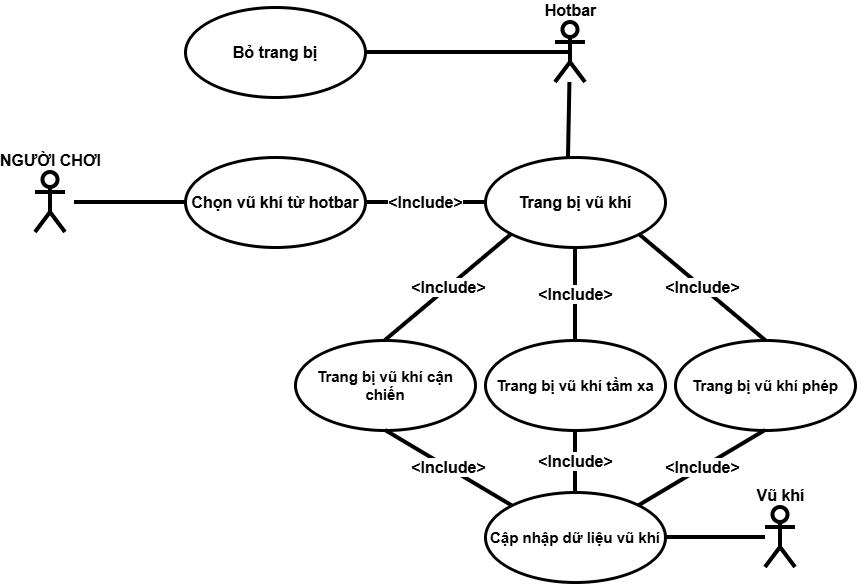 Hotbar
Bỏ trang bị
NGƯỜI CHƠI
Chọn vũ khí từ hotbar
<Include>
Trang bị vũ khí
<Include>
<Include>
<Include>
Trang bị vũ khí cận
chiến
Trang bị vũ khí tầm xa
Trang bị vũ khí phép
<Include>
<Include>
<Include>
Vũ khí
Cập nhập dữ liệu vũ khí